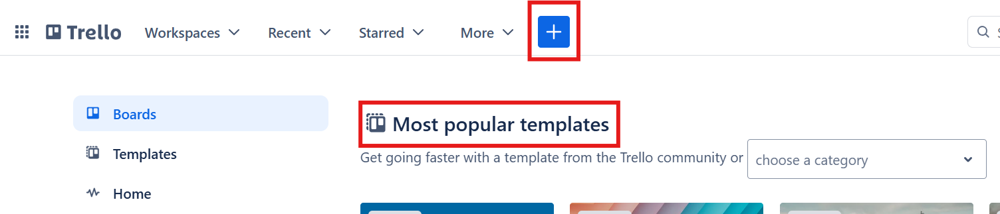 Trello Workspaces Recent Starred More
Boards
Most popular templates
Templates
Get going faster with a template from the Trello community or choose a category
Home